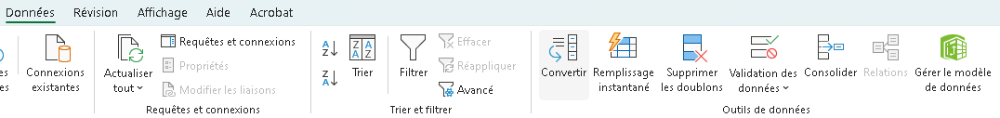 Données Révision Affichage Aide Acrobat
Connexions existantes
Actualiser tout
Requêtes et connexions
Propriétés
Modifier les liaisons
Requêtes et connexions
Trier
Filtrer
Effacer
Réappliquer
Avancé
Trier et filtrer
Convertir
Remplissage instantané
Supprimer les doublons
Validation des données
Consolider
Relations
Gérer le modèle de données
Outils de données